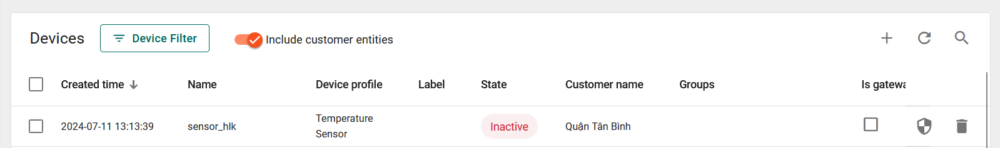 Devices Device Filter Include customer entities
Created time Name Device profile Label State Customer name Groups Is gatewa
2024-07-11 13:13:39 sensor_hlk Temperature Sensor Inactive Quận Tân Bình